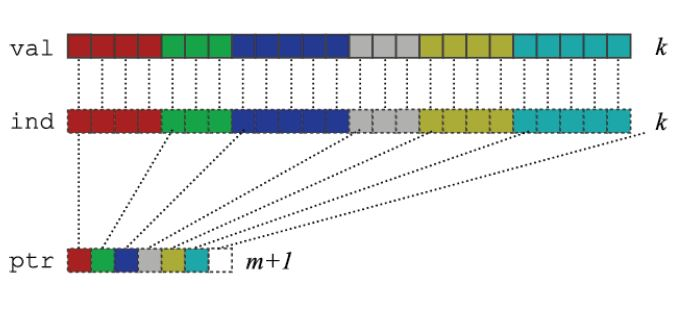 val k
ind k
ptr m+1